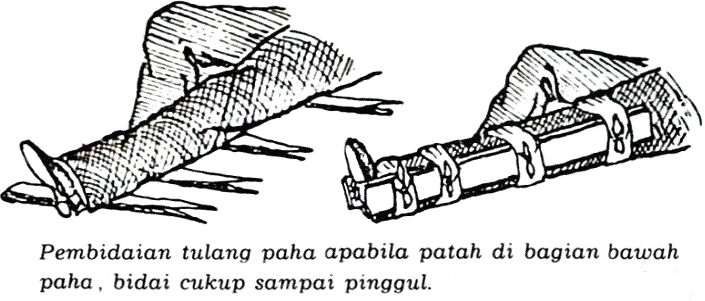 Pembidaian tulang paha apabila patah di bagian bawah
paha, bidai cukup sampai pinggul.